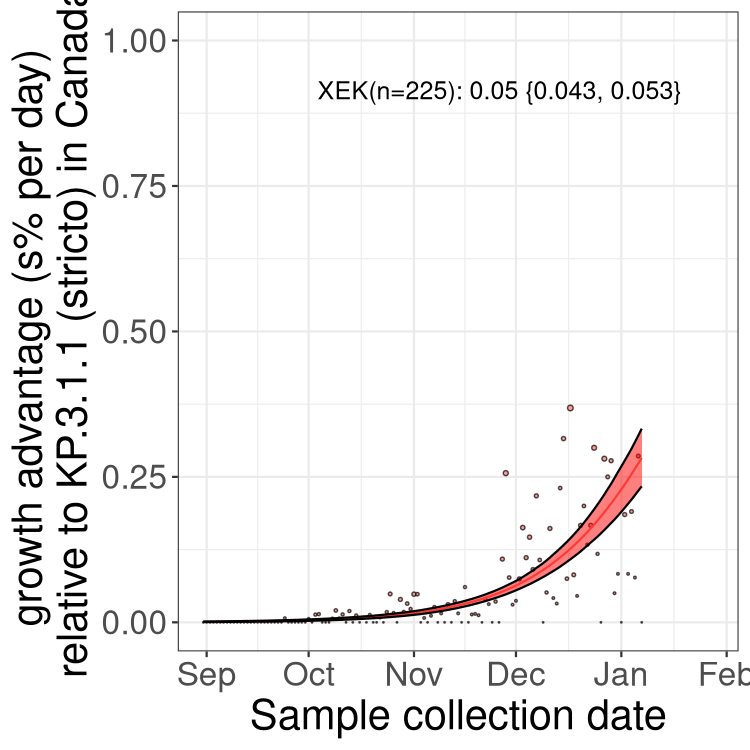 growth advantage (s% per day)
relative to KP.3.1.1 (stricto) in Canada
1.00
0.75
0.50
0.25
0.00
XEK(n=225): 0.05 {0.043, 0.053}
Sep Oct Nov Dec Jan Feb
Sample collection date